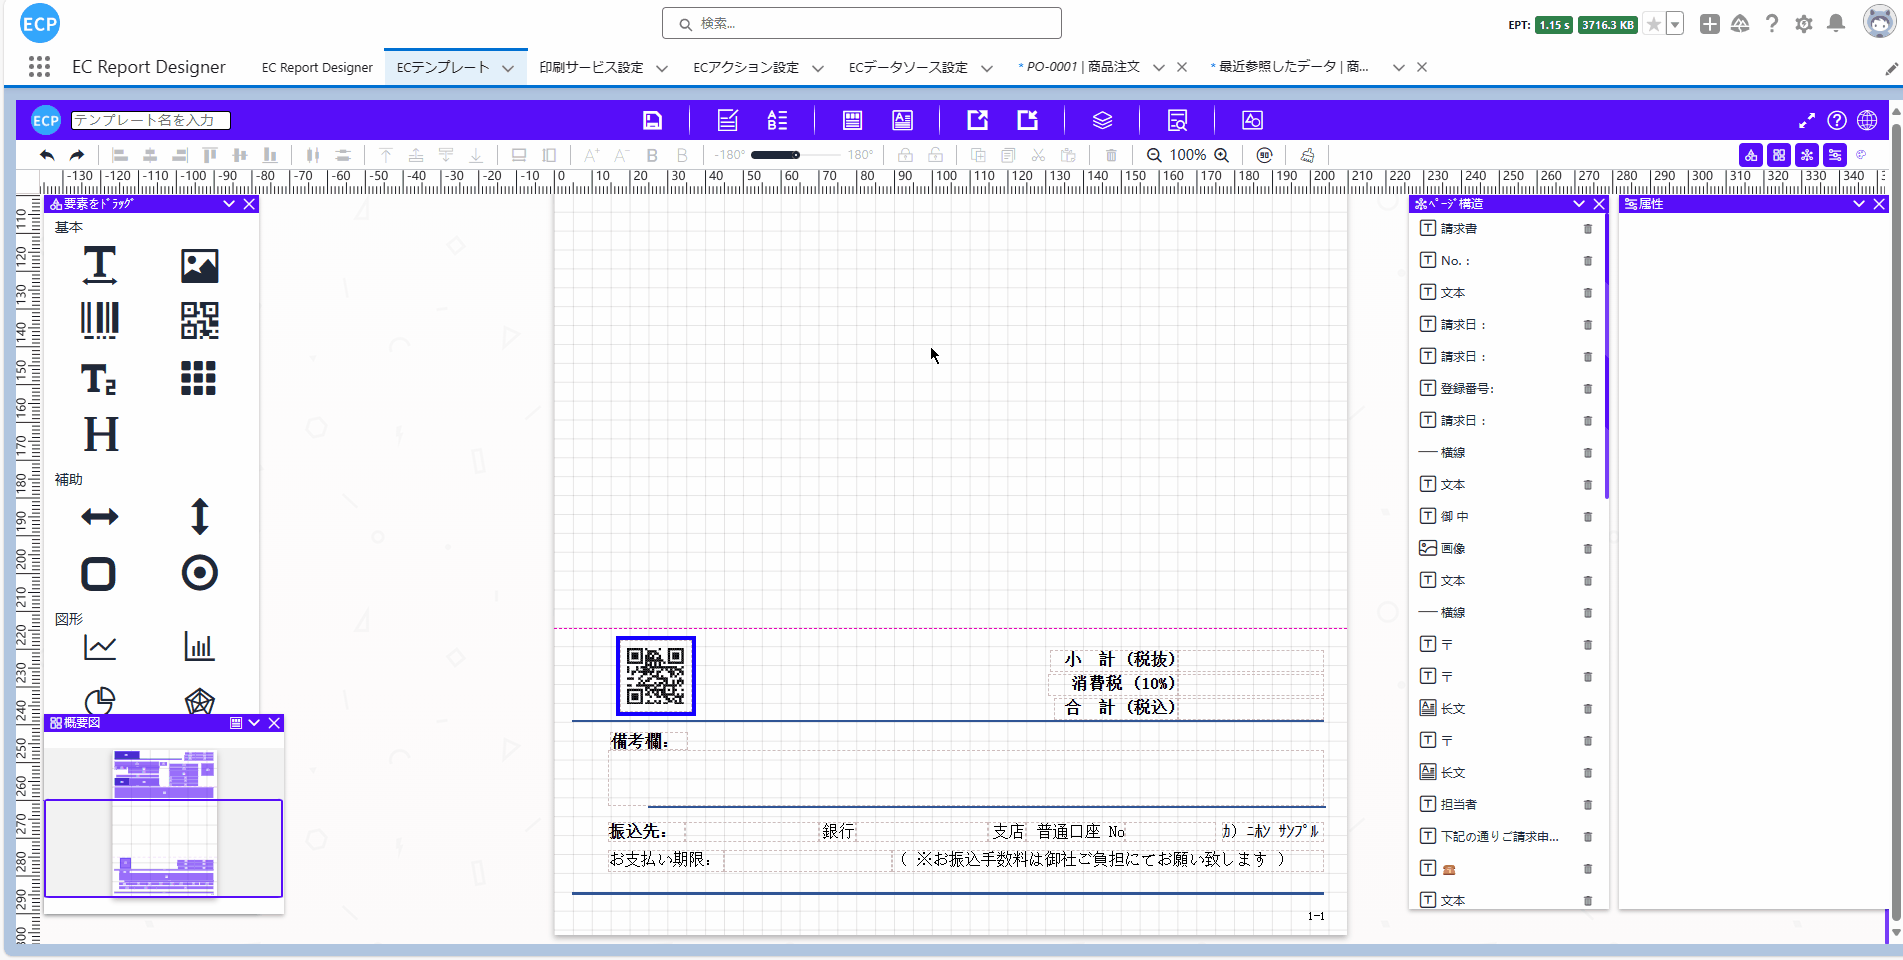 ECP
検索...
EPT: 1.15 s 3716.3 KB
EC Report Designer
EC Report Designer
ECテンプレート
印刷サービス設定
ECアクション設定
ECデータソース設定
* PO-0001 | 商品注文
* 最近参照したデータ | 商...
ECP
テンプレート名を入力
-180° 180°
100%
-130 -120 -110 -100 -90 -80 -70 -60 -50 -40 -30 -20 -10 0 10 20 30 40 50 60 70 80 90 100 110 120 130 140 150 160 170 180 190 200 210 220 230 240 250 260 270 280 290 300 310 320 330 340
110
120
130
140
150
160
170
180
190
200
210
220
230
240
250
260
270
280
290
300
要素をﾄﾞﾗｯｸﾞ
基本
補助
図形
概要図
小 計 (税抜)
消費税 (10%)
合 計 (税込)
備考欄:
振込先: 銀行 支店 普通口座 No ｶ) ﾆﾎﾝ ｻﾝﾌﾟﾙ
お支払い期限: ( ※お振込手数料は御社ご負担にてお願い致します )
1-1
ﾍﾟｰｼﾞ構造
請求書
No. :
文本
請求日 :
請求日 :
登録番号:
請求日 :
横線
文本
御 中
画像
文本
横線
〒
〒
长文
〒
长文
担当者
下記の通りご請求申...
☎
文本
属性